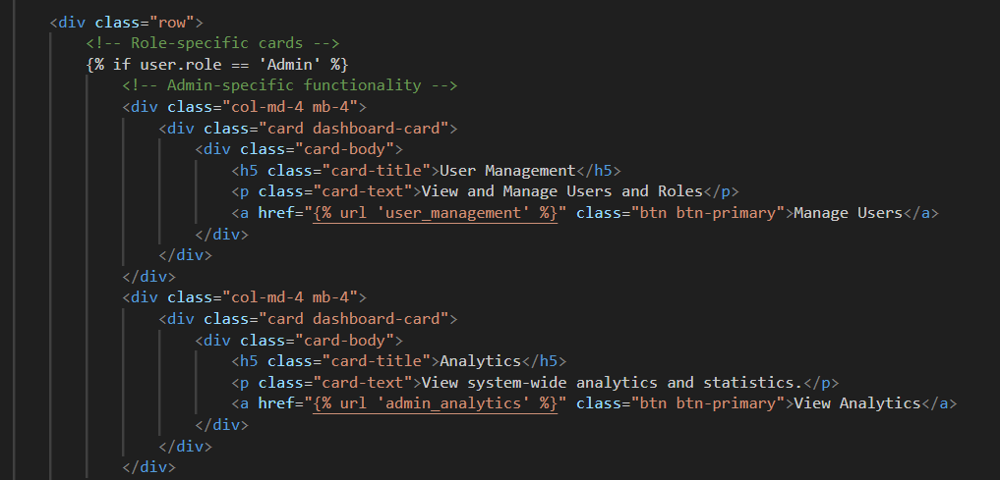 <div class="row">
<!-- Role-specific cards -->
{% if user.role == 'Admin' %}
<!-- Admin-specific functionality -->
<div class="col-md-4 mb-4">
<div class="card dashboard-card">
<div class="card-body">
<h5 class="card-title">User Management</h5>
<p class="card-text">View and Manage Users and Roles</p>
<a href="{% url 'user_management' %}" class="btn btn-primary">Manage Users</a>
</div>
</div>
</div>
<div class="col-md-4 mb-4">
<div class="card dashboard-card">
<div class="card-body">
<h5 class="card-title">Analytics</h5>
<p class="card-text">View system-wide analytics and statistics.</p>
<a href="{% url 'admin_analytics' %}" class="btn btn-primary">View Analytics</a>
</div>
</div>
</div>